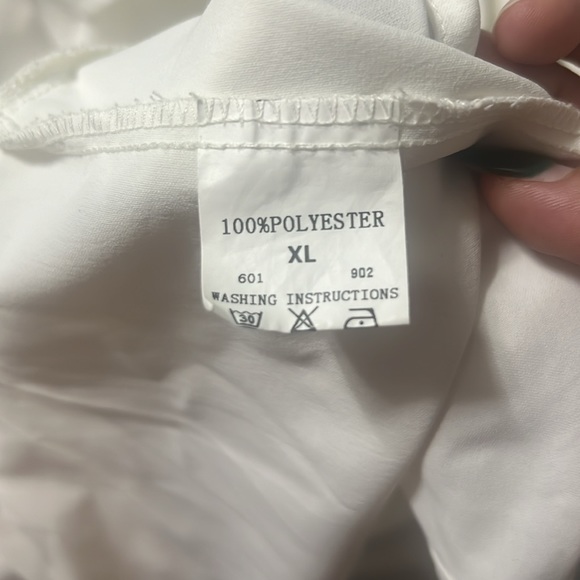 100%POLYESTER
XL
601 902
WASHING INSTRUCTIONS
30